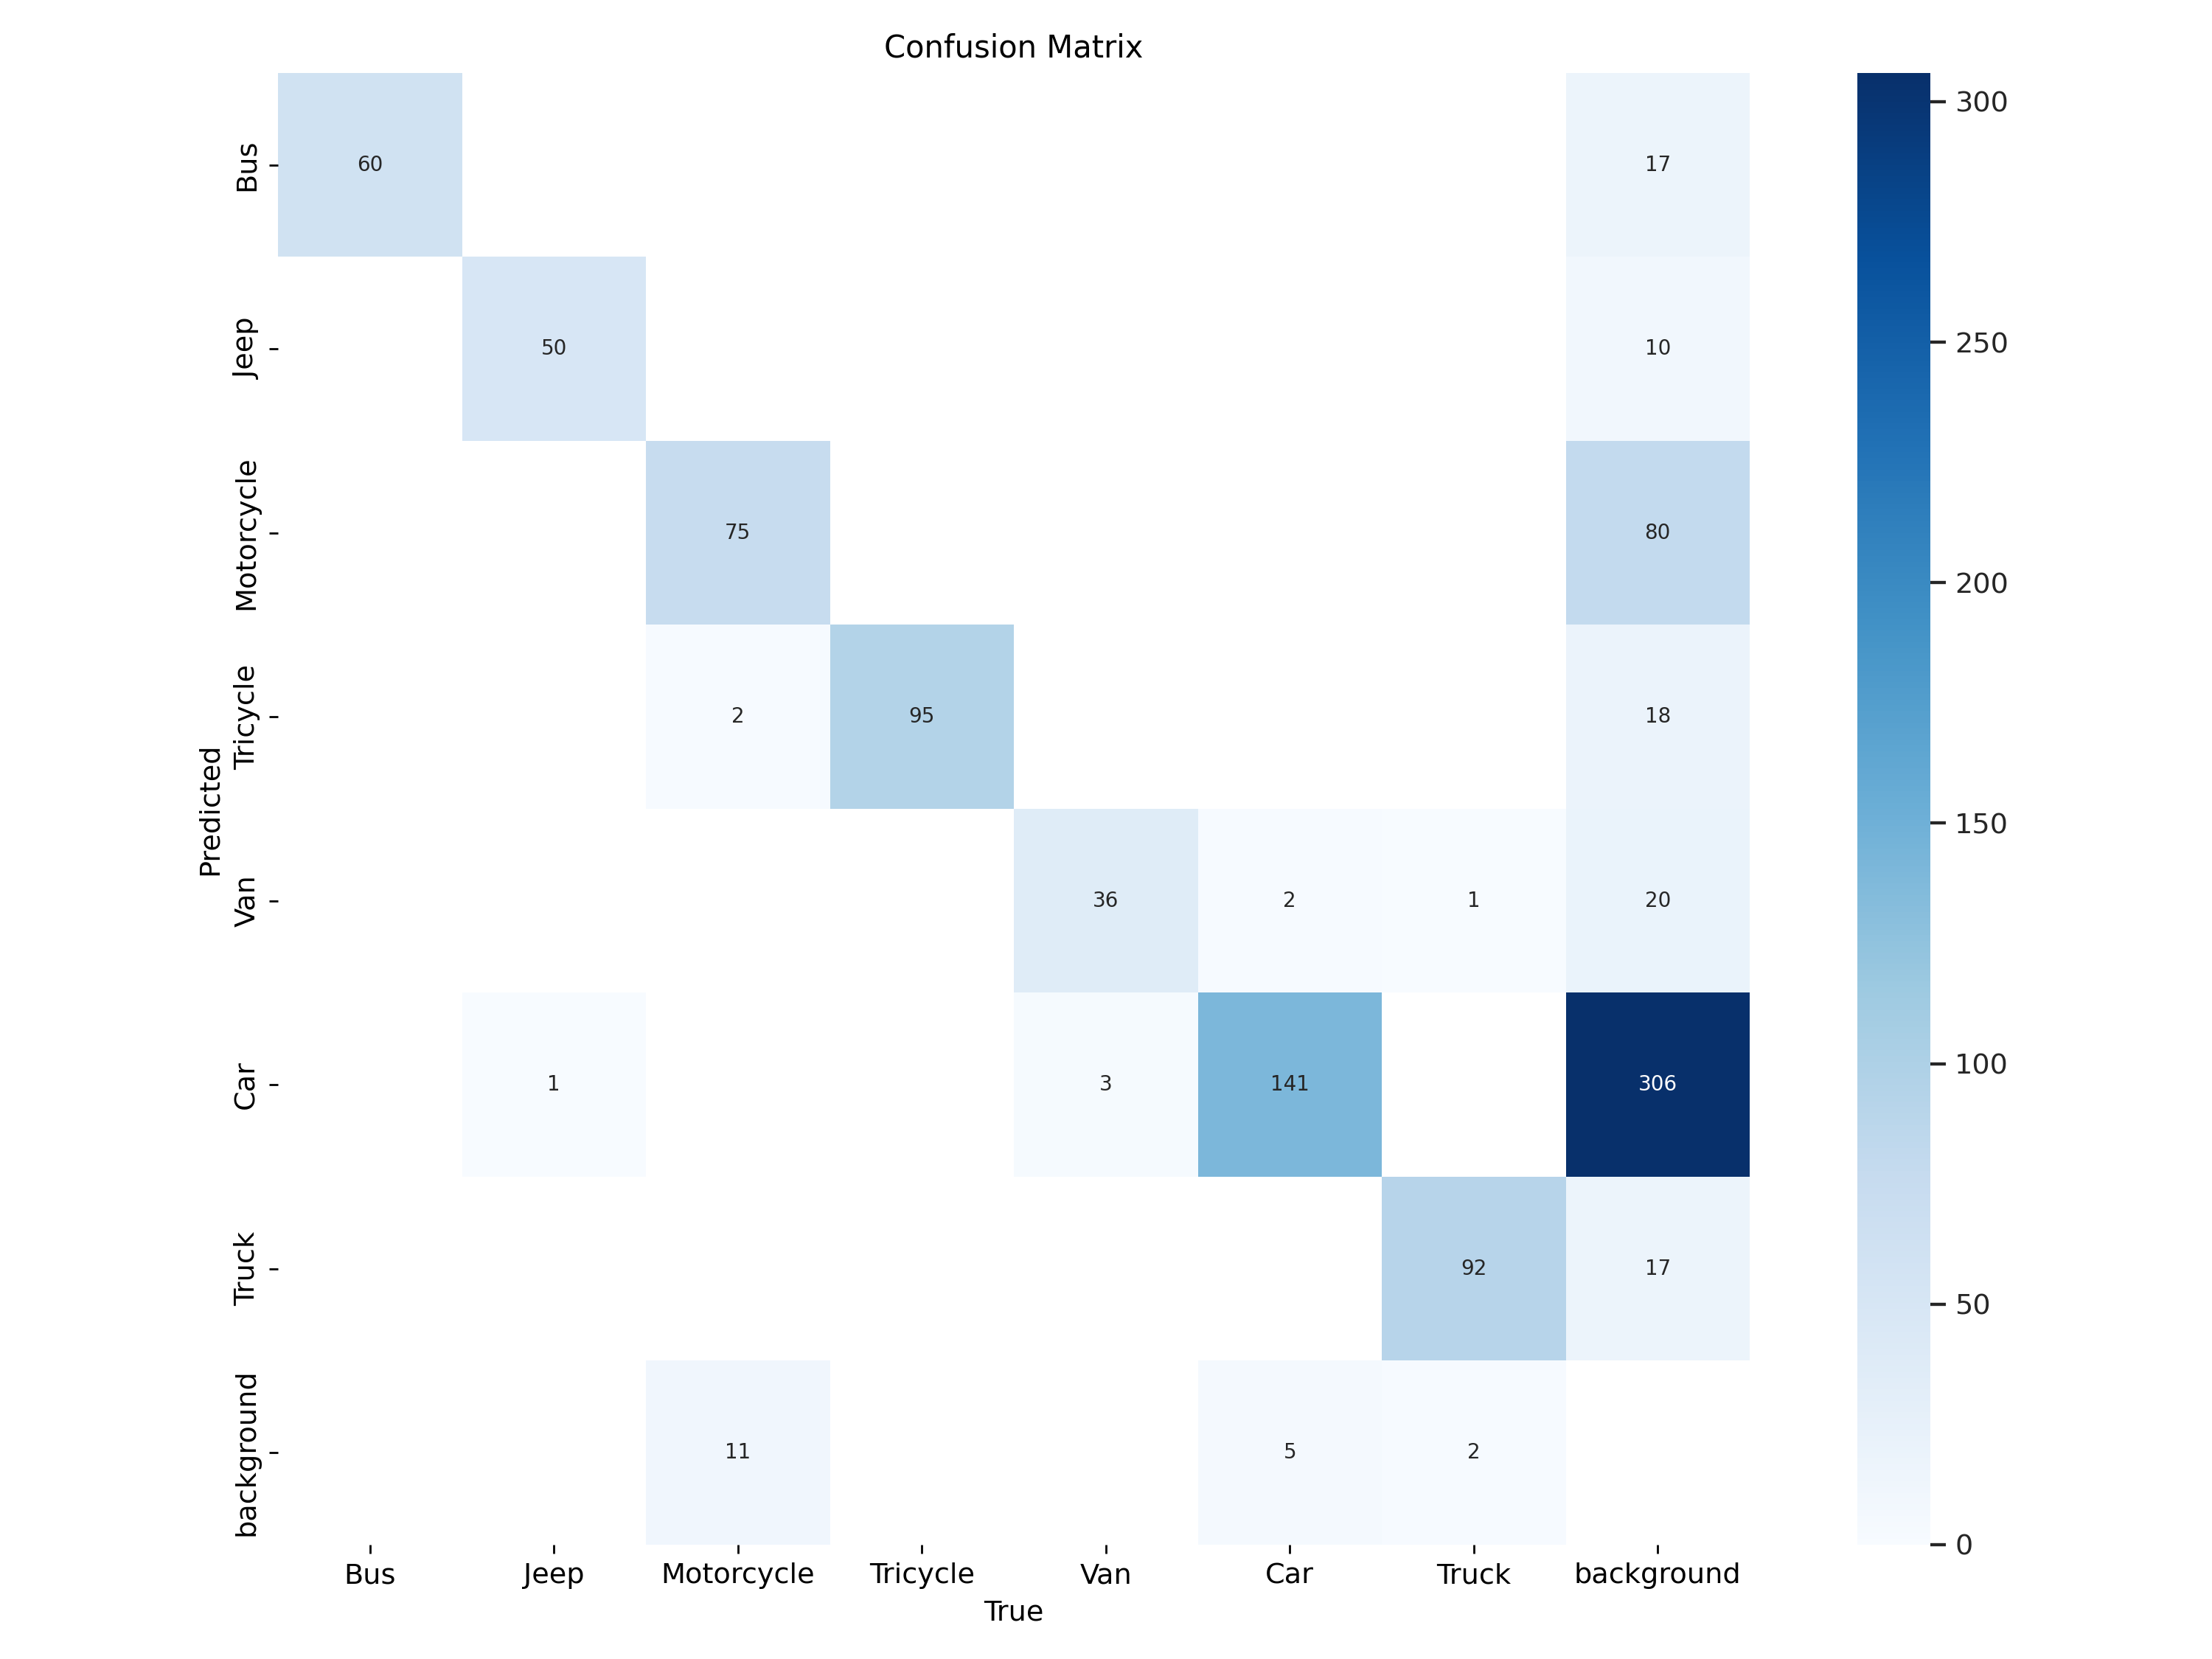 Confusion Matrix
Bus
60
17
Jeep
50
10
Motorcycle
75
80
Tricycle
2
95
18
Van
36
2
1
20
Car
1
3
141
306
Truck
92
17
background
11
5
2
Predicted
Bus
Jeep
Motorcycle
Tricycle
Van
Car
Truck
background
True
300
250
200
150
100
50
0